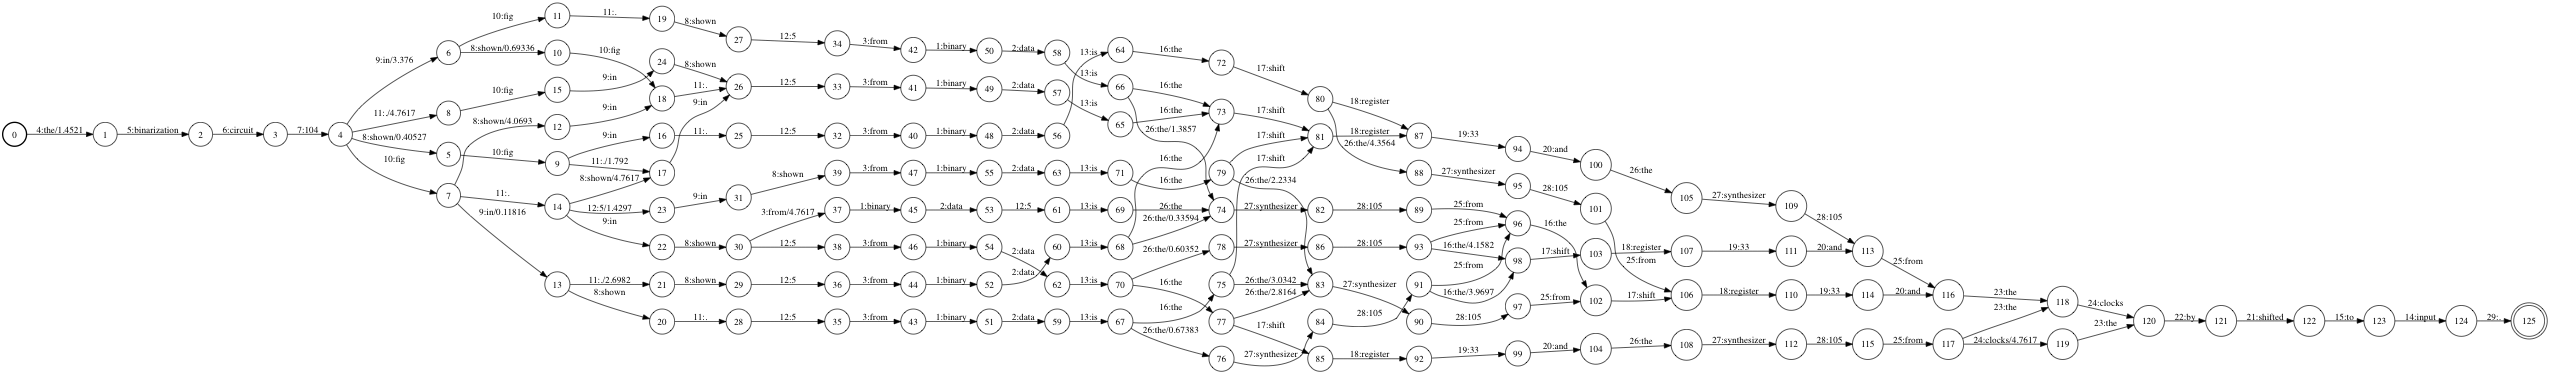 11
19
10:fig
11:.
8:shown
27
12:5
34
3:from
42
1:binary
50
2:data
58
13:is
64
16:the
72
9:in/3.376
6
8:shown/0.69336
10
10:fig
24
8:shown
17:shift
80
18:register
15
9:in
18
11:.
26
12:5
33
3:from
41
1:binary
49
2:data
57
13:is
66
16:the
73
11:./4.7617
8
10:fig
9:in
9:in
13:is
65
16:the
17:shift
8:shown/4.0693
12
26:the/1.3857
0
4:the/1.4521
1
5:binarization
2
6:circuit
3
7:104
4
8:shown/0.40527
5
10:fig
9
9:in
16
11:.
25
12:5
32
3:from
40
1:binary
48
2:data
56
81
18:register
87
19:33
94
20:and
100
26:the/4.3564
10:fig
11:./1.792
17
16:the
17:shift
17:shift
79
26:the/2.2334
88
27:synthesizer
95
28:105
101
26:the
105
27:synthesizer
109
8:shown/4.7617
8:shown
39
3:from
47
1:binary
55
2:data
63
13:is
71
16:the
7
11:.
14
12:5/1.4297
23
9:in
31
9:in/0.11816
9:in
22
8:shown
30
3:from/4.7617
37
1:binary
45
2:data
53
12:5
61
13:is
69
26:the
74
27:synthesizer
82
28:105
89
25:from
96
16:the
28:105
26:the/0.33594
12:5
38
3:from
46
1:binary
54
2:data
60
13:is
68
26:the/0.60352
78
27:synthesizer
86
28:105
93
25:from
16:the/4.1582
98
17:shift
103
18:register
107
19:33
111
20:and
113
25:from
25:from
13
11:./2.6982
21
8:shown
29
12:5
36
3:from
44
1:binary
52
2:data
62
13:is
70
16:the
75
26:the/3.0342
83
27:synthesizer
91
25:from
16:the/3.9697
8:shown
20
11:.
28
12:5
35
3:from
43
1:binary
51
2:data
59
13:is
67
16:the
77
26:the/2.8164
17:shift
84
28:105
90
28:105
97
25:from
102
17:shift
106
18:register
110
19:33
114
20:and
116
23:the
118
24:clocks
26:the/0.67383
76
27:synthesizer
85
18:register
92
19:33
99
20:and
104
26:the
108
27:synthesizer
112
28:105
115
25:from
117
23:the
24:clocks/4.7617
119
23:the
120
22:by
121
21:shifted
122
15:to
123
14:input
124
29:.
125